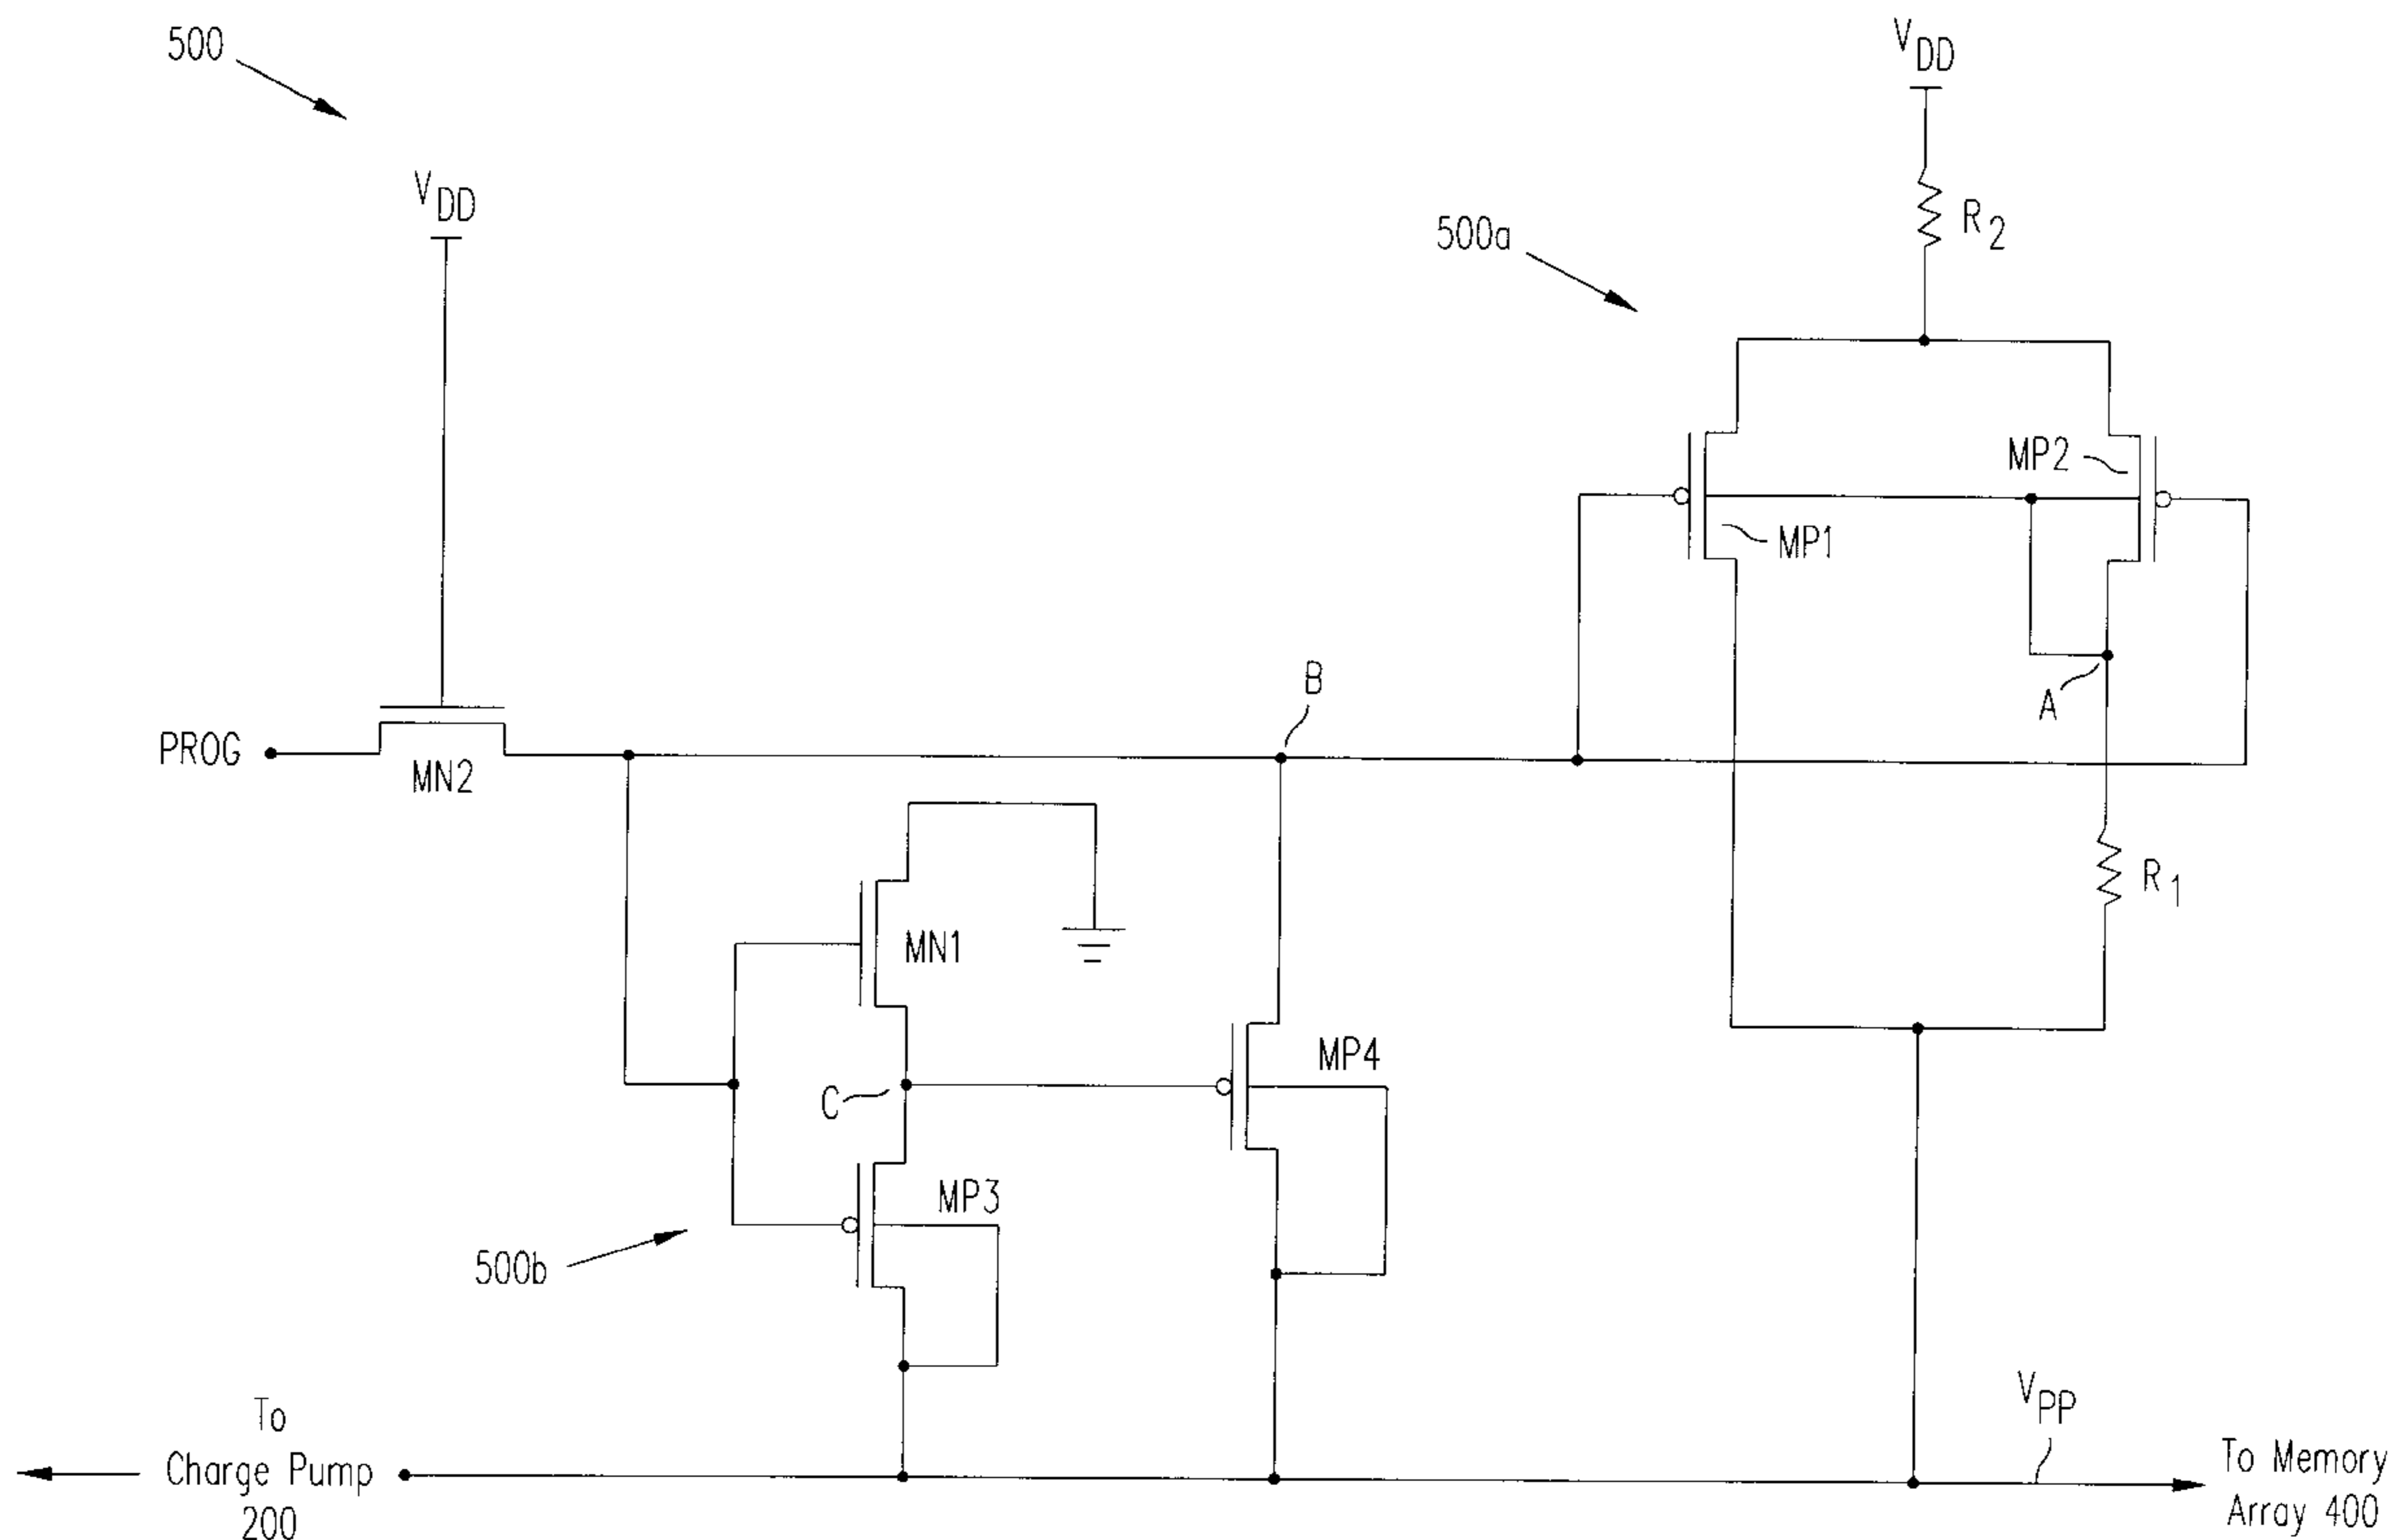 500
VDD
VDD
R2
500a
MP2
MP1
B
A
PROG
MN2
R1
MN1
MP4
C
MP3
500b
VPP
To
Charge Pump
200
To Memory
Array 400